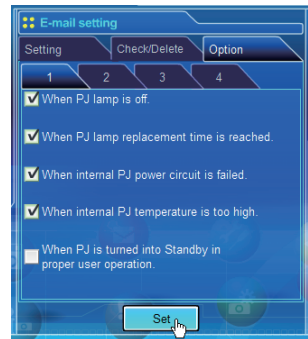 E-mail setting
Setting Check/Delete Option
1 2 3 4
When PJ lamp is off.
When PJ lamp replacement time is reached.
When internal PJ power circuit is failed.
When internal PJ temperature is too high.
When PJ is turned into Standby in
proper user operation.
Set